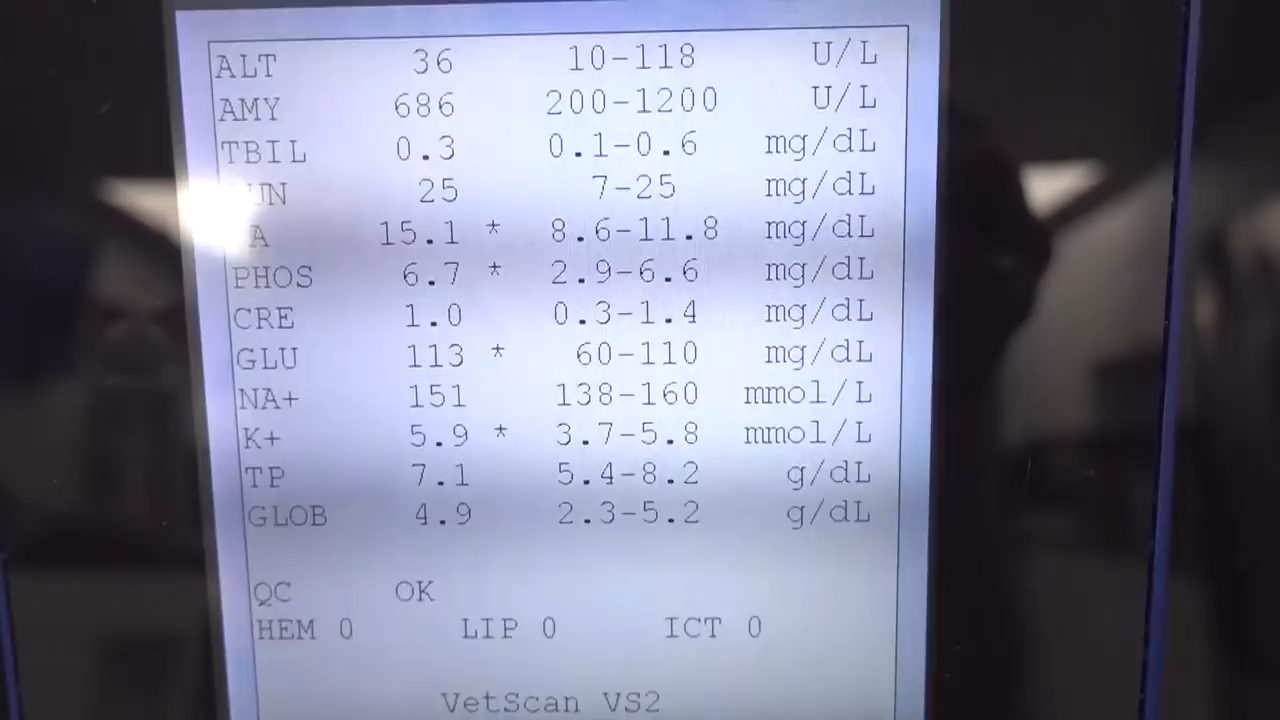 ALT 36 10-118 U/L
AMY 686 200-1200 U/L
TBIL 0.3 0.1-0.6 mg/dL
UN 25 7-25 mg/dL
A 15.1 * 8.6-11.8 mg/dL
PHOS 6.7 * 2.9-6.6 mg/dL
CRE 1.0 0.3-1.4 mg/dL
GLU 113 * 60-110 mg/dL
NA+ 151 138-160 mmol/L
K+ 5.9 * 3.7-5.8 mmol/L
TP 7.1 5.4-8.2 g/dL
GLOB 4.9 2.3-5.2 g/dL
QC OK
HEM 0 LIP 0 ICT 0
VetScan VS2